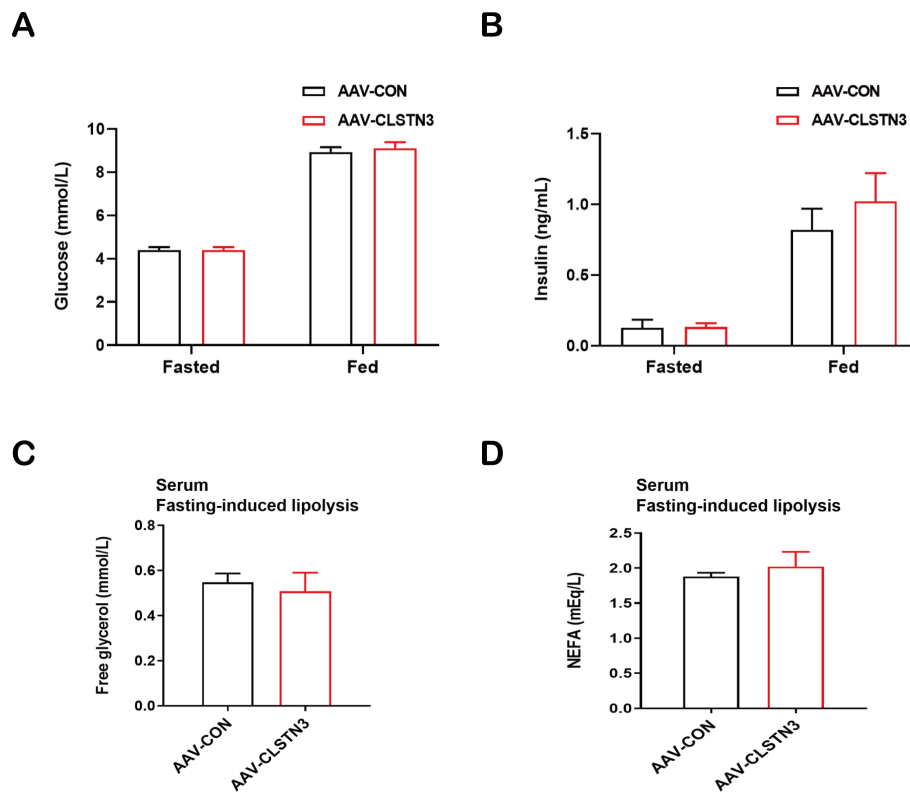 A
AAV-CON
AAV-CLSTN3
Glucose (mmol/L)
10
8
6
4
2
0
Fasted
Fed
B
AAV-CON
AAV-CLSTN3
Insulin (ng/mL)
1.5
1.0
0.5
0.0
Fasted
Fed
C
Serum
Fasting-induced lipolysis
Free glycerol (mmol/L)
0.8
0.6
0.4
0.2
0.0
AAV-CON
AAV-CLSTN3
D
Serum
Fasting-induced lipolysis
NEFA (mEq/L)
2.5
2.0
1.5
1.0
0.5
0.0
AAV-CON
AAV-CLSTN3